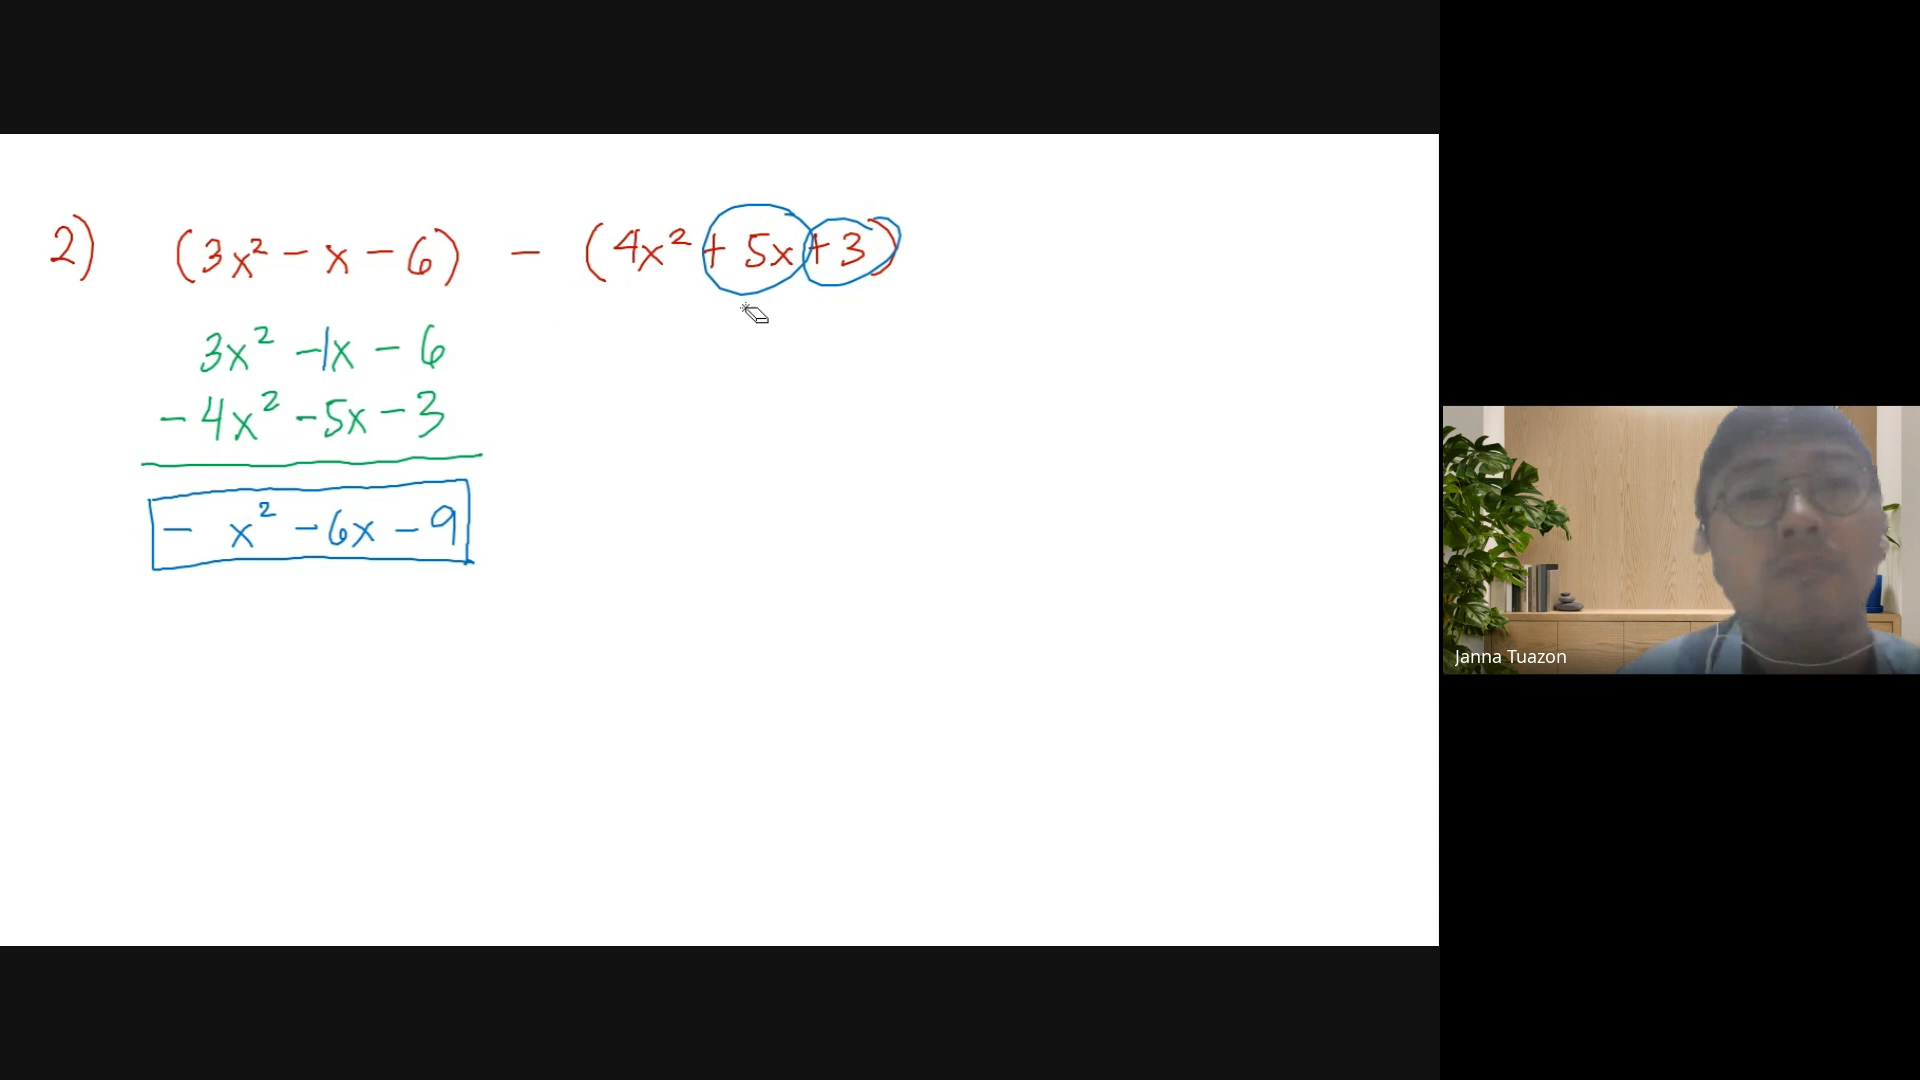 2) (3x² - x - 6) - (4x² + 5x + 3)
3x² - 1x - 6
- 4x² - 5x - 3
- x² - 6x - 9
Janna Tuazon